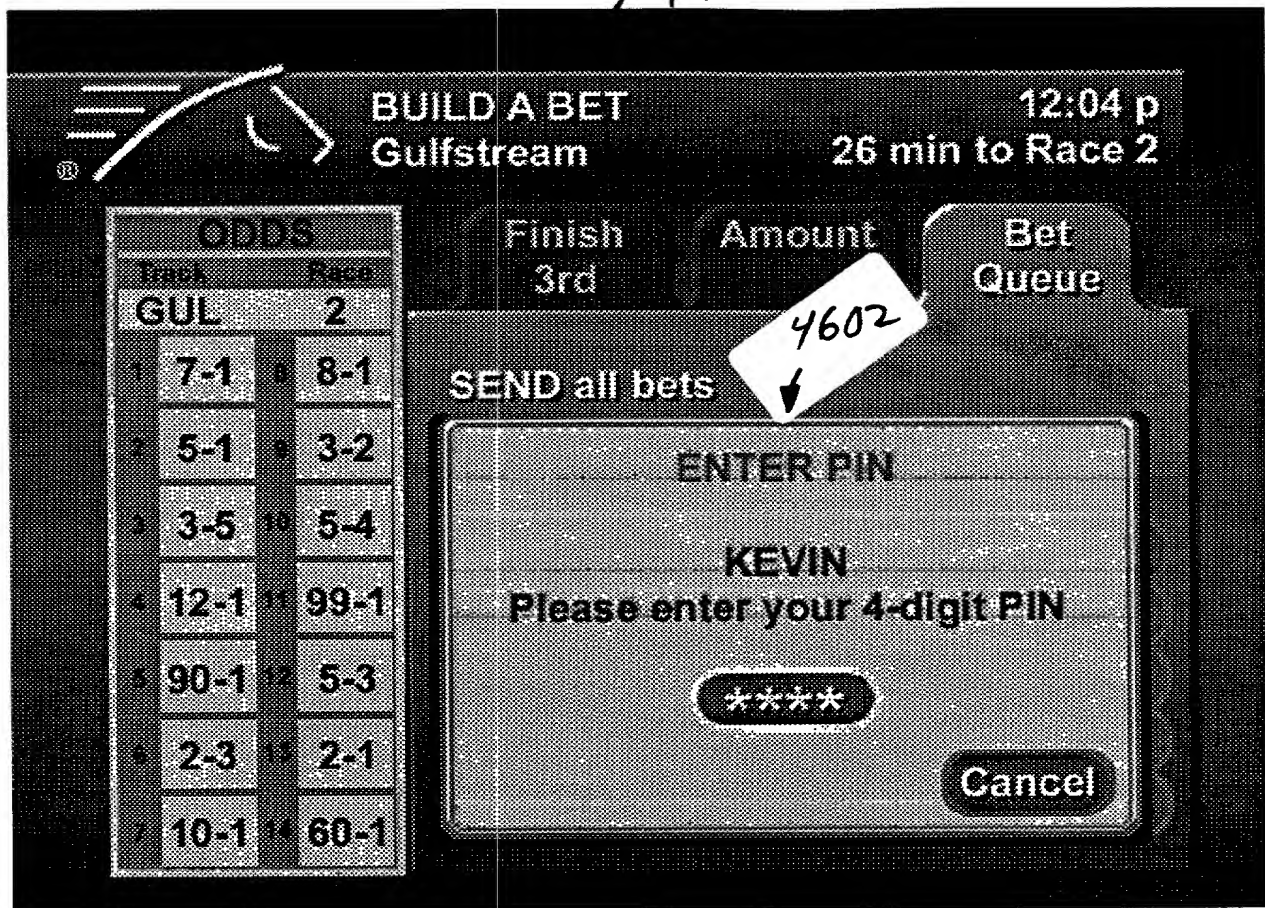 BUILD A BET
Gulfstream
12:04 p
26 min to Race 2
®
ODDS
Track Race
GUL 2
1 7-1 8 8-1
2 5-1 9 3-2
3 3-5 10 5-4
4 12-1 11 99-1
5 90-1 12 5-3
6 2-3 13 2-1
7 10-1 14 60-1
Finish
3rd
Amount
Bet
Queue
4602
SEND all bets
ENTER PIN
KEVIN
Please enter your 4-digit PIN
****
Cancel